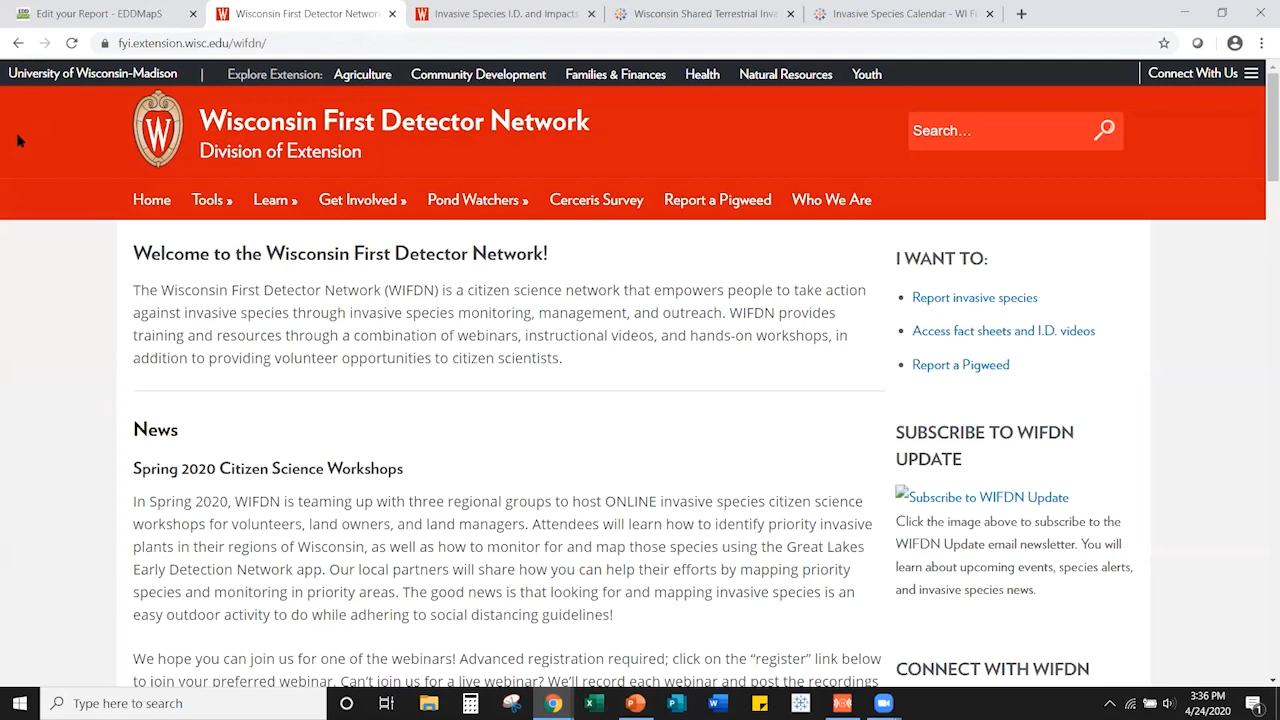 Edit your Report - EDDMapS
Wisconsin First Detector Network
Invasive Species I.D. and Impacts
Wisconsin Shared Terrestrial Inva
Invasive Species Calendar - WI Fi
fyi.extension.wisc.edu/wifdn/
University of Wisconsin-Madison | Explore Extension: Agriculture Community Development Families & Finances Health Natural Resources Youth Connect With Us
Wisconsin First Detector Network
Division of Extension
Search...
Home Tools » Learn » Get Involved » Pond Watchers » Cerceris Survey Report a Pigweed Who We Are
Welcome to the Wisconsin First Detector Network!
The Wisconsin First Detector Network (WIFDN) is a citizen science network that empowers people to take action
against invasive species through invasive species monitoring, management, and outreach. WIFDN provides
training and resources through a combination of webinars, instructional videos, and hands-on workshops, in
addition to providing volunteer opportunities to citizen scientists.
News
Spring 2020 Citizen Science Workshops
In Spring 2020, WIFDN is teaming up with three regional groups to host ONLINE invasive species citizen science
workshops for volunteers, land owners, and land managers. Attendees will learn how to identify priority invasive
plants in their regions of Wisconsin, as well as how to monitor for and map those species using the Great Lakes
Early Detection Network app. Our local partners will share how you can help their efforts by mapping priority
species and monitoring in priority areas. The good news is that looking for and mapping invasive species is an
easy outdoor activity to do while adhering to social distancing guidelines!
We hope you can join us for one of the webinars! Advanced registration required; click on the "register" link below
to join your preferred webinar. Can't join us for a live webinar? We'll record each webinar and post the recordings
I WANT TO:
Report invasive species
Access fact sheets and I.D. videos
Report a Pigweed
SUBSCRIBE TO WIFDN
UPDATE
Subscribe to WIFDN Update
Click the image above to subscribe to the
WIFDN Update email newsletter. You will
learn about upcoming events, species alerts,
and invasive species news.
CONNECT WITH WIFDN
Type here to search
3:36 PM
4/24/2020